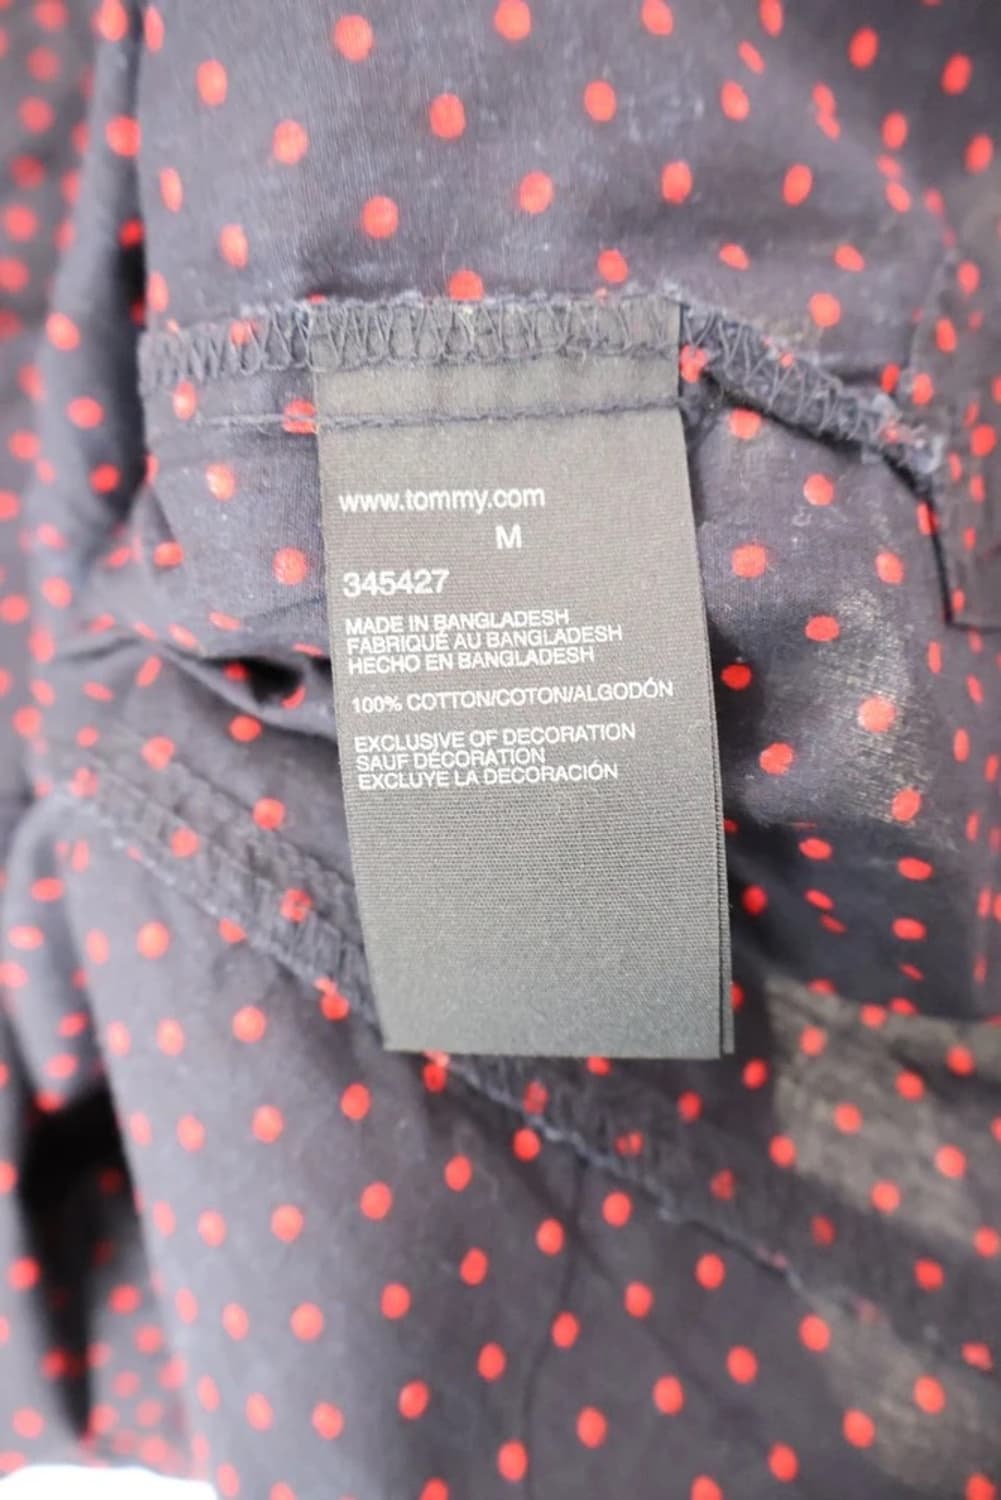 www.tommy.com
M
345427
MADE IN BANGLADESH
FABRIQUÉ AU BANGLADESH
HECHO EN BANGLADESH
100% COTTON/COTON/ALGODÓN
EXCLUSIVE OF DECORATION
SAUF DÉCORATION
EXCLUYE LA DECORACIÓN